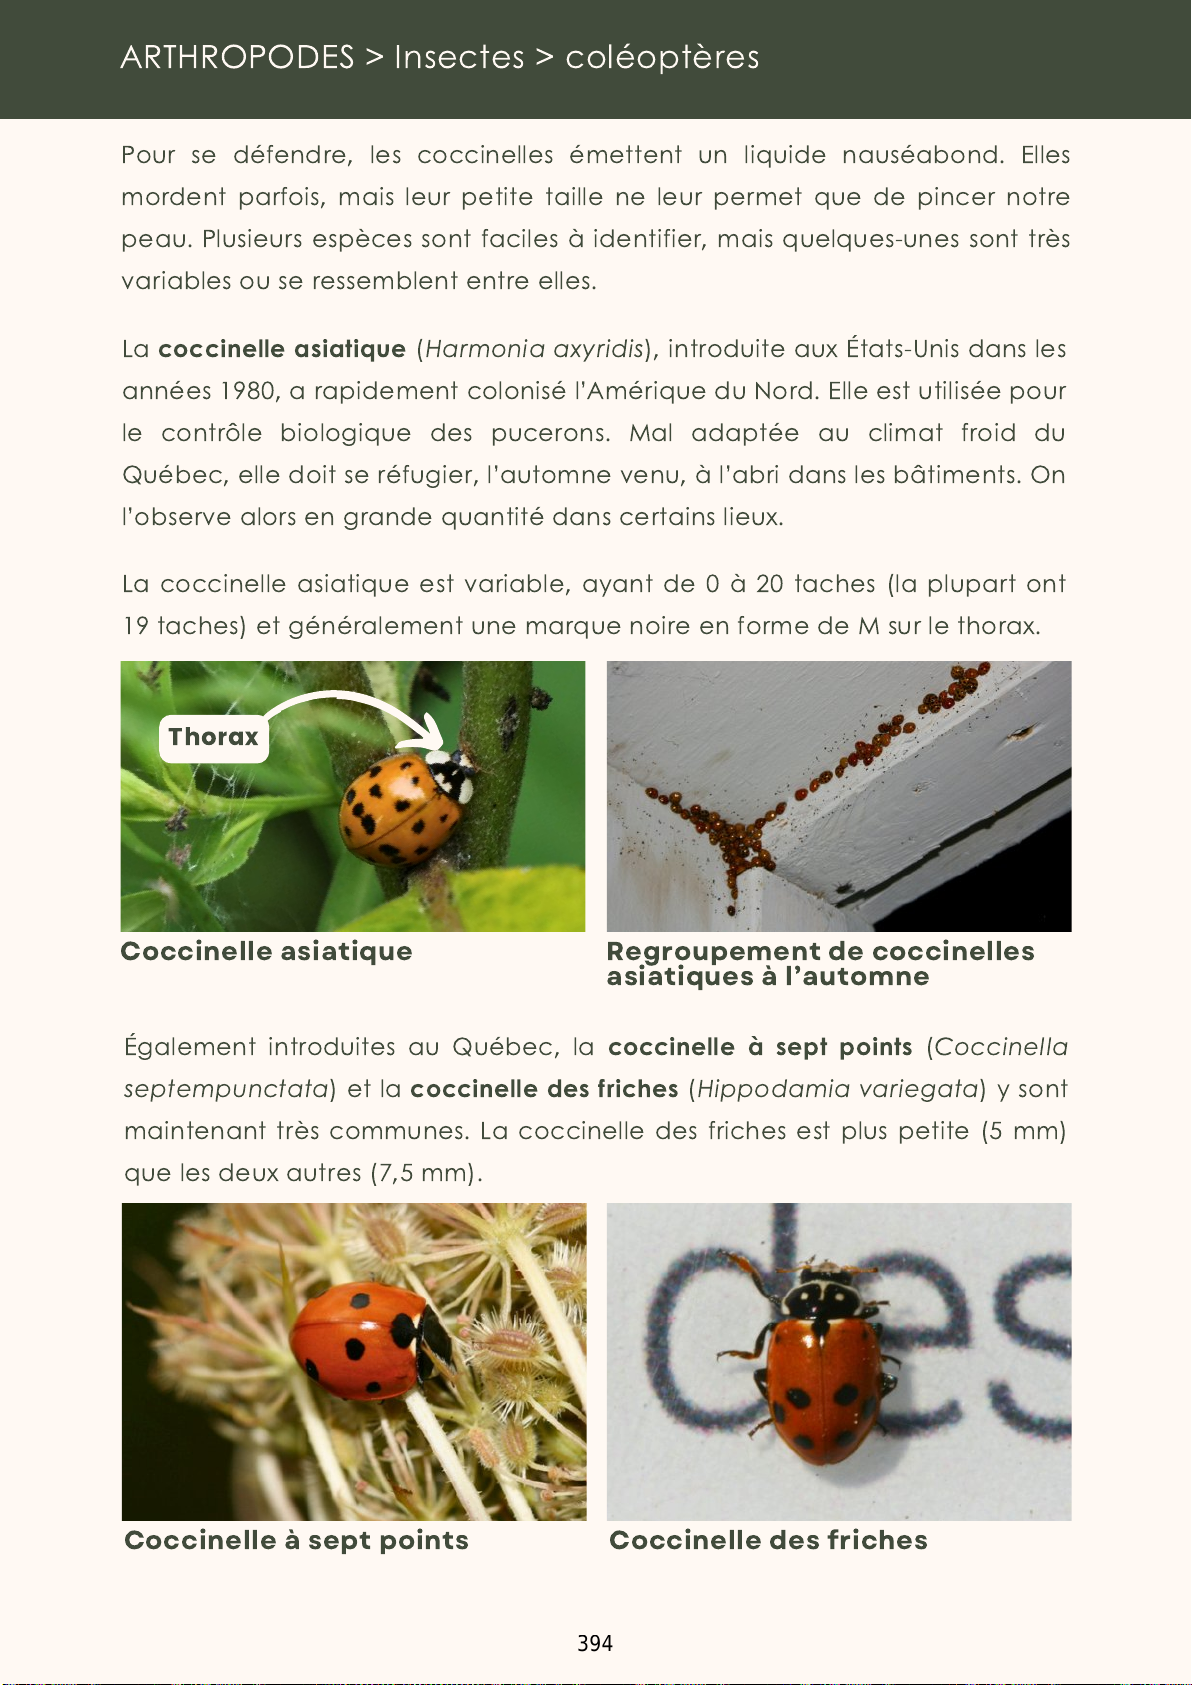 ARTHROPODES > Insectes > coléoptères
Pour se défendre, les coccinelles émettent un liquide nauséabond. Elles
mordent parfois, mais leur petite taille ne leur permet que de pincer notre
peau. Plusieurs espèces sont faciles à identifier, mais quelques-unes sont très
variables ou se ressemblent entre elles.
La coccinelle asiatique (Harmonia axyridis), introduite aux États-Unis dans les
années 1980, a rapidement colonisé l'Amérique du Nord. Elle est utilisée pour
le contrôle biologique des pucerons. Mal adaptée au climat froid du
Québec, elle doit se réfugier, l'automne venu, à l'abri dans les bâtiments. On
l'observe alors en grande quantité dans certains lieux.
La coccinelle asiatique est variable, ayant de 0 à 20 taches (la plupart ont
19 taches) et généralement une marque noire en forme de M sur le thorax.
Thorax
Coccinelle asiatique
Regroupement de coccinelles
asiatiques à l'automne
Également introduites au Québec, la coccinelle à sept points (Coccinella
septempunctata) et la coccinelle des friches (Hippodamia variegata) y sont
maintenant très communes. La coccinelle des friches est plus petite (5 mm)
que les deux autres (7,5 mm).
des
Coccinelle à sept points
Coccinelle des friches
394